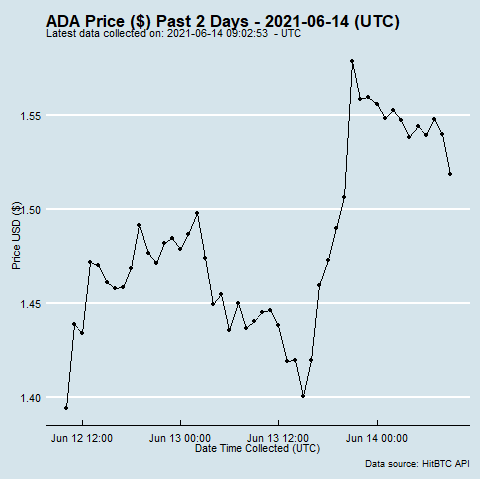 ADA Price ($) Past 2 Days - 2021-06-14 (UTC)
Latest data collected on: 2021-06-14 09:02:53 - UTC
Price USD ($)
1.55
1.50
1.45
1.40
Jun 12 12:00 Jun 13 00:00 Jun 13 12:00 Jun 14 00:00
Date Time Collected (UTC)
Data source: HitBTC API